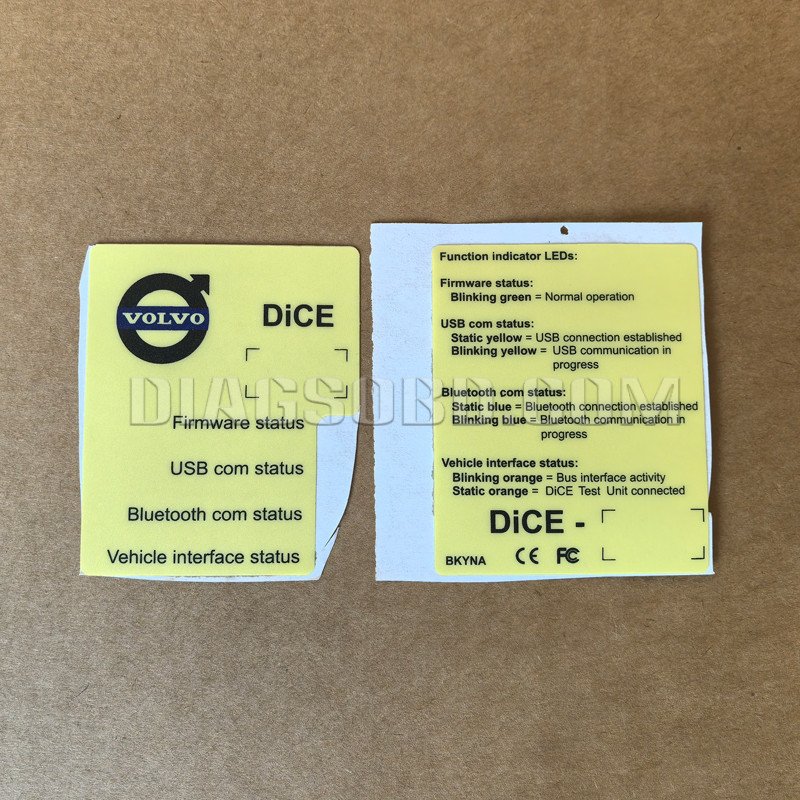 VOLVO
DiCE
Firmware status
USB com status
Bluetooth com status
Vehicle interface status
Function indicator LEDs:
Firmware status:
Blinking green = Normal operation
USB com status:
Static yellow = USB connection established
Blinking yellow = USB communication in
progress
Bluetooth com status:
Static blue = Bluetooth connection established
Blinking blue = Bluetooth communication in
progress
Vehicle interface status:
Blinking orange = Bus interface activity
Static orange = DiCE Test Unit connected
DiCE -
BKYNA CE FC
DIAGSOBD.COM